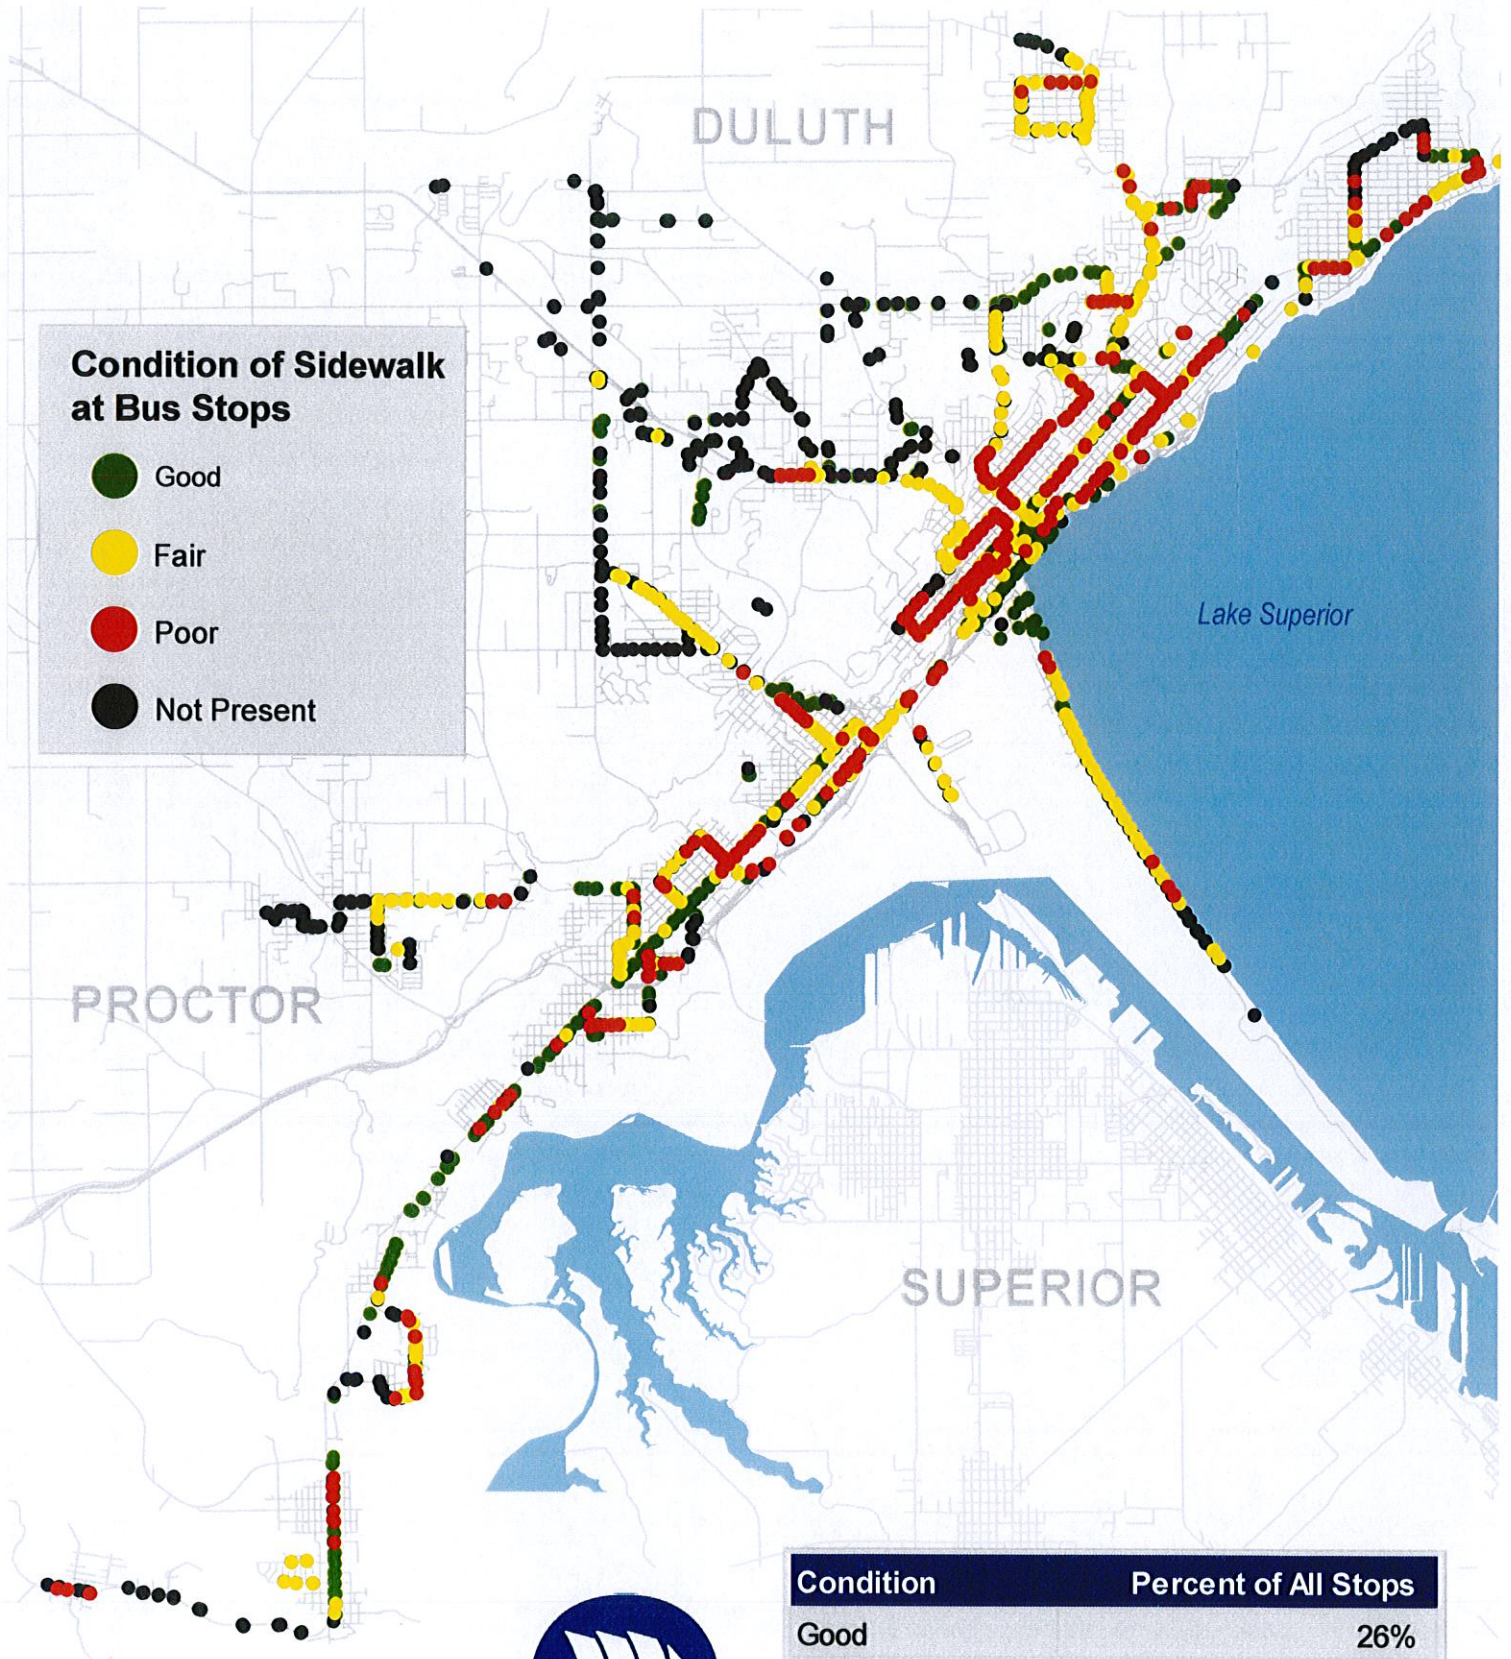 DULUTH
Condition of Sidewalk
at Bus Stops
Good
Fair
Poor
Not Present
Lake Superior
PROCTOR
SUPERIOR
Condition Percent of All Stops
Good 26%